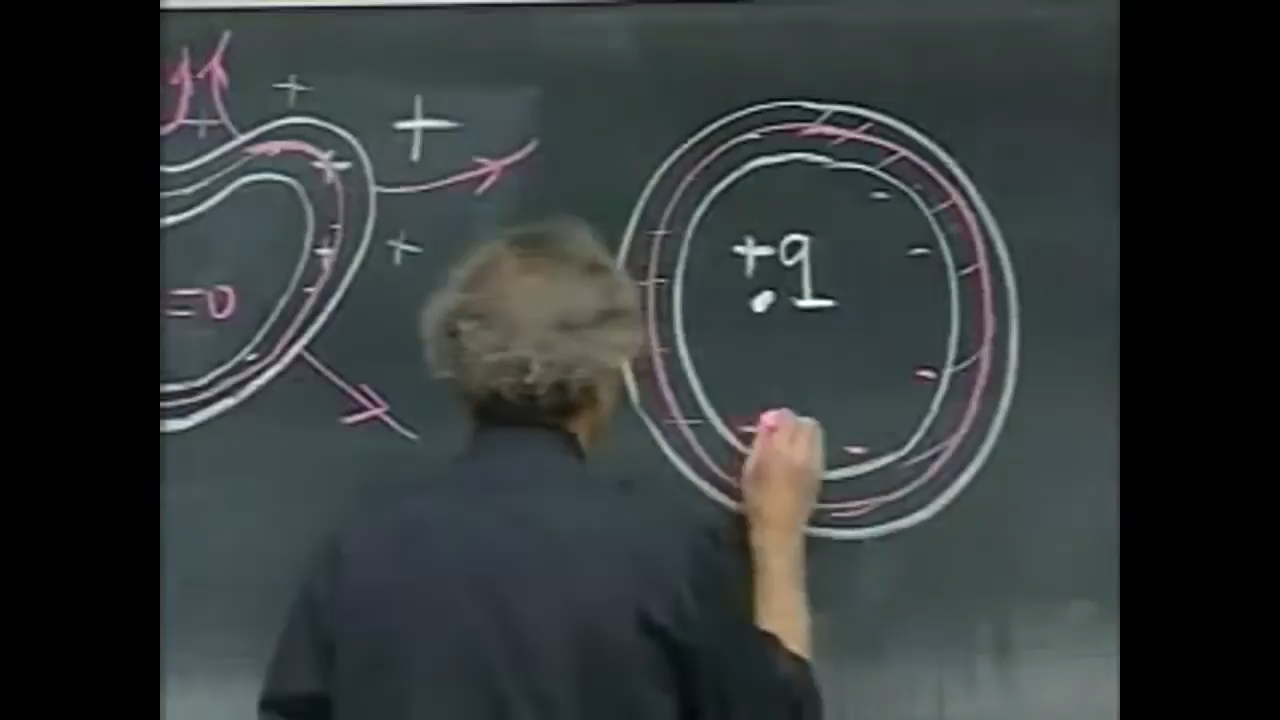 + +
+
+
+q
=0